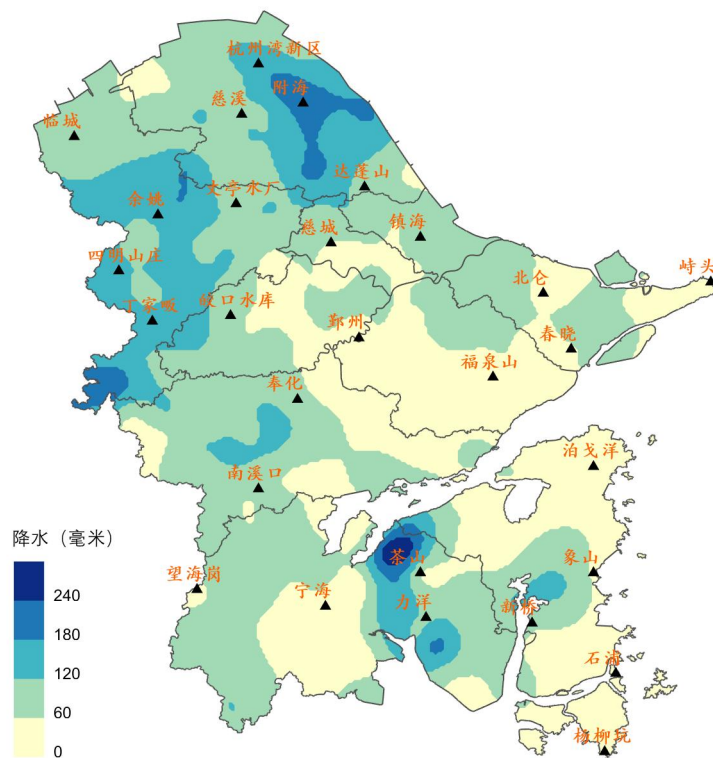 杭州湾新区
附海
慈溪
临城
达蓬山
丈亭水厂
余姚
镇海
慈城
四明山庄
北仑
峙头
丁家畈
皎口水库
鄞州
春晓
福泉山
奉化
泊戈洋
南溪口
降水（毫米）
240
180
120
60
0
望海岗
宁海
茶山
力洋
象山
新桥
石浦
杨柳坑